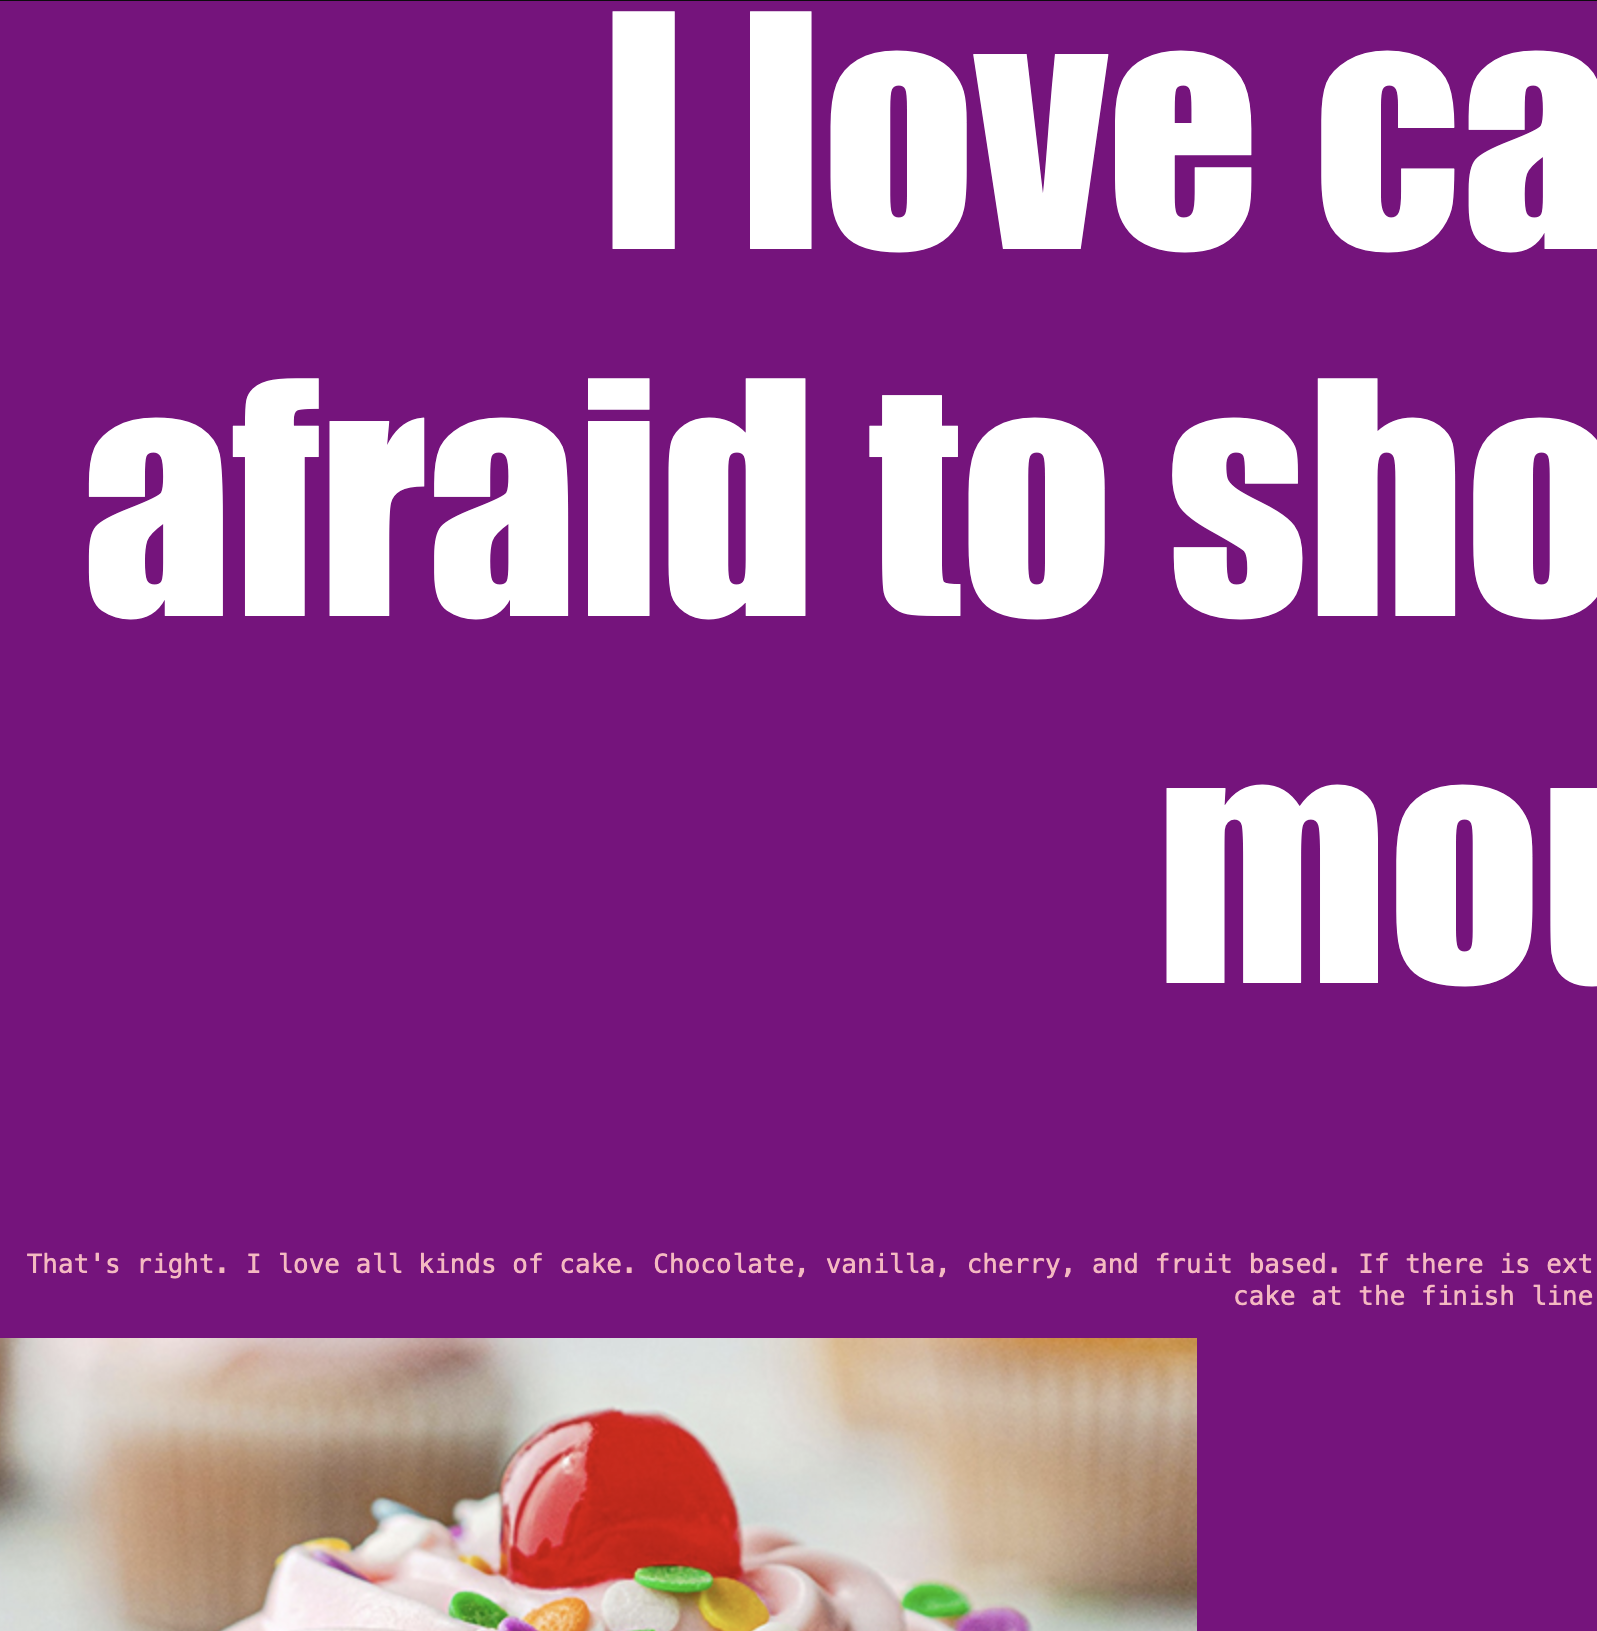 I love ca
afraid to sho
mou
That's right. I love all kinds of cake. Chocolate, vanilla, cherry, and fruit based. If there is ext
cake at the finish line